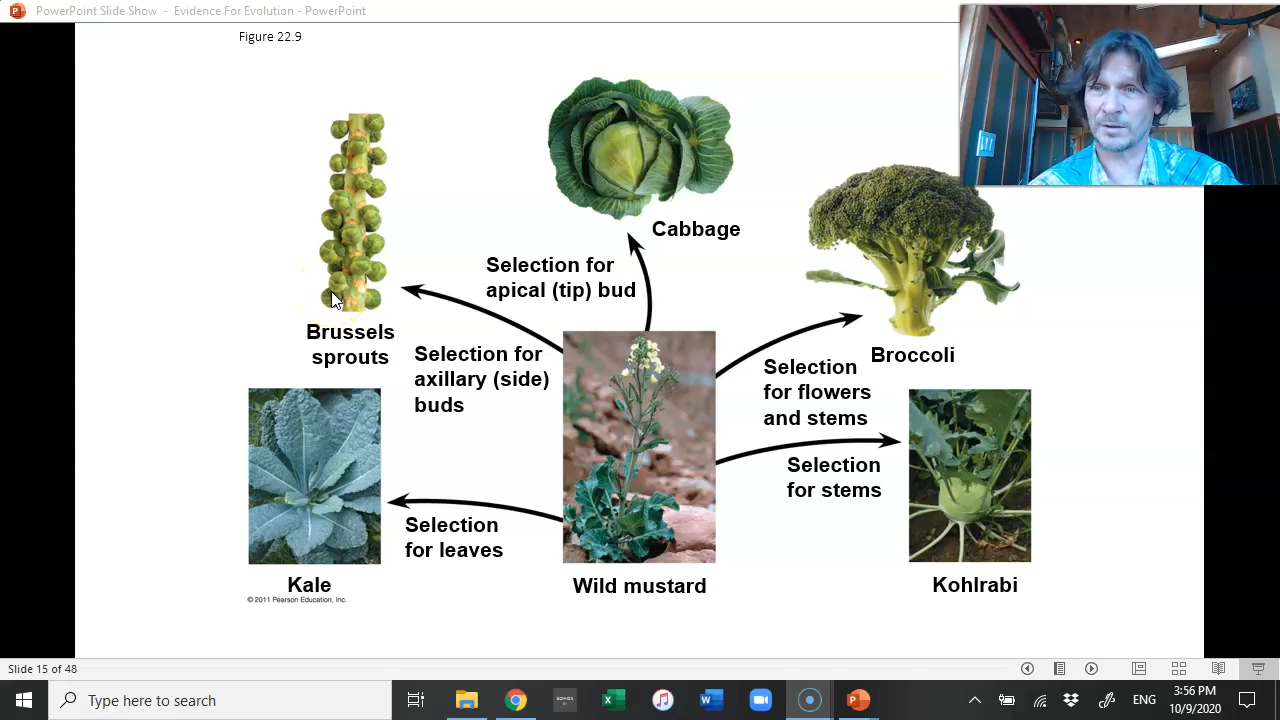 PowerPoint Slide Show - Evidence For Evolution - PowerPoint
Figure 22.9
Cabbage
Selection for
apical (tip) bud
Brussels
sprouts
Selection for
axillary (side)
buds
Broccoli
Selection
for flowers
and stems
Selection
for stems
Selection
for leaves
Kale
Wild mustard
Kohlrabi
© 2011 Pearson Education, Inc.
Slide 15 of 48
Type here to search
SONOS
ENG
3:56 PM
10/9/2020